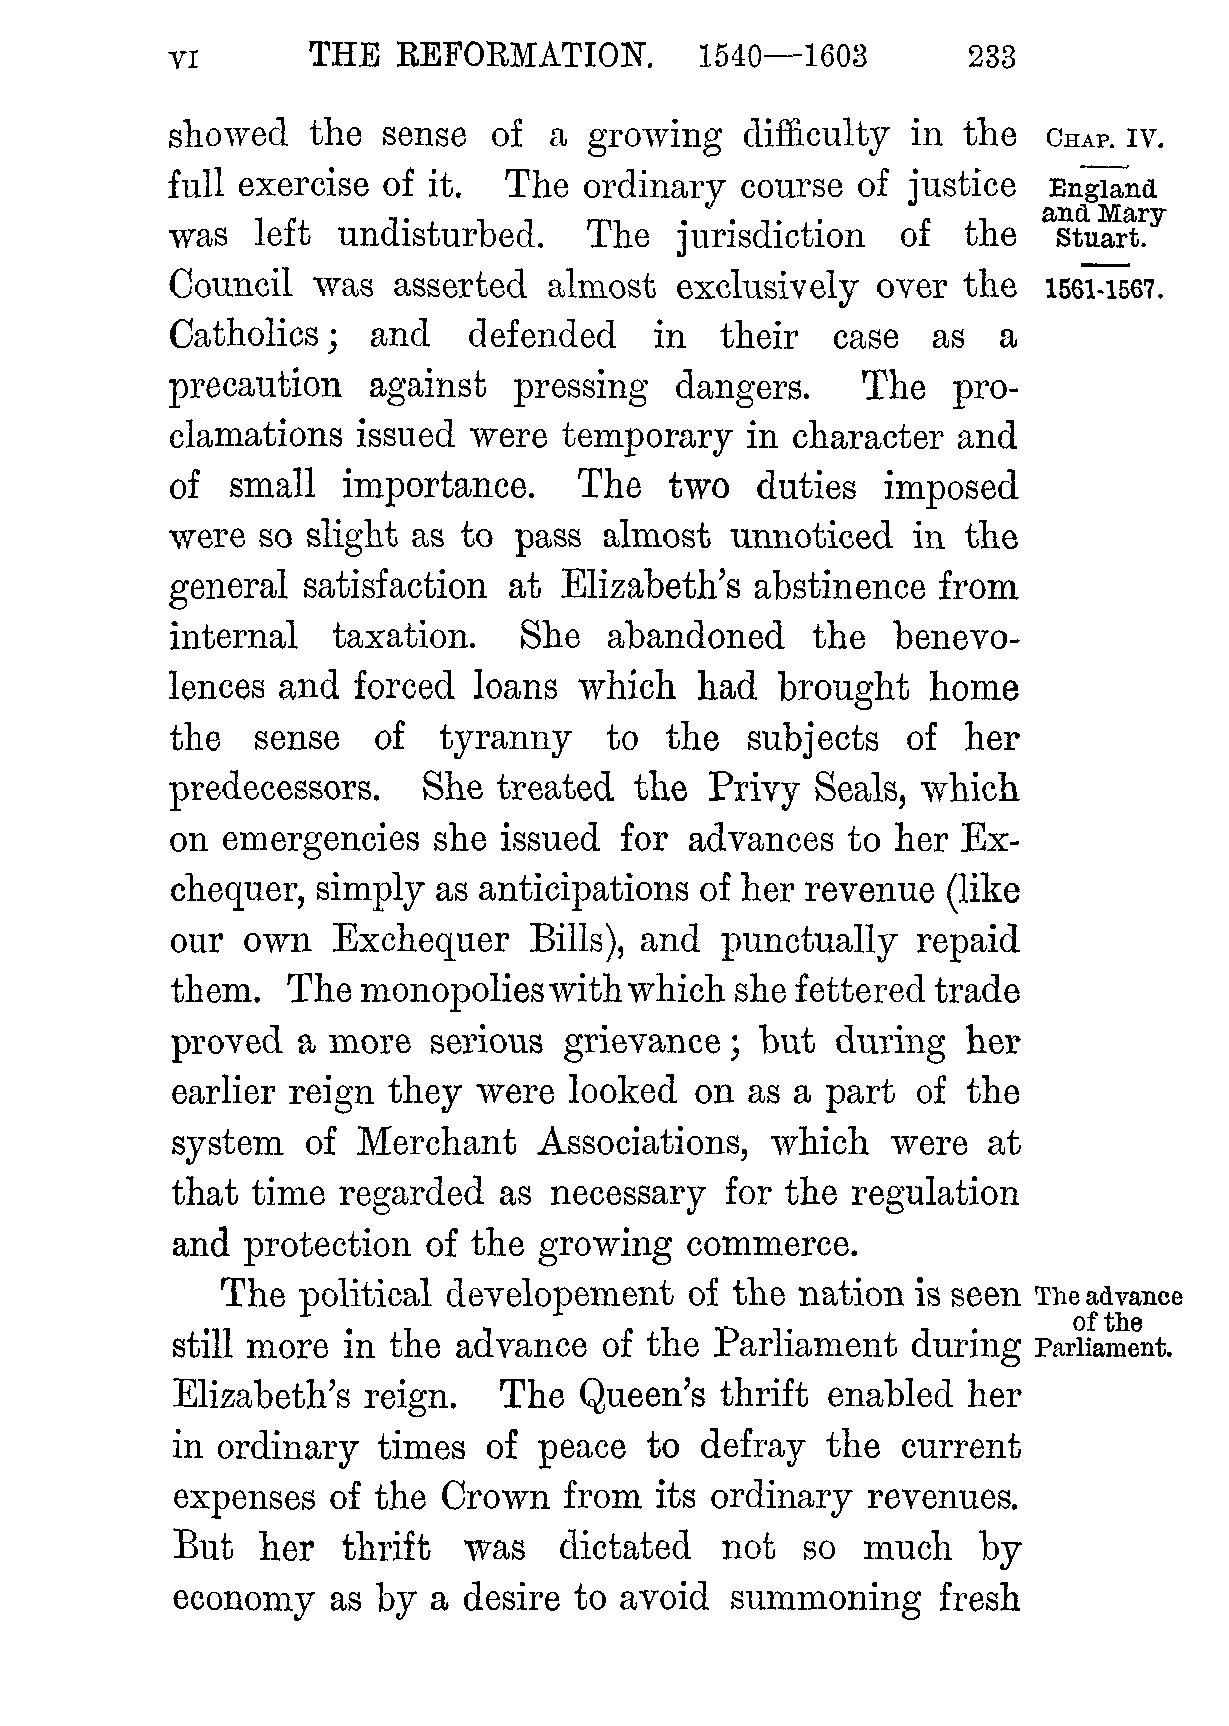 VI THE REFORMATION. 1540—1603 233
showed the sense of a growing difficulty in the
full exercise of it. The ordinary course of justice
was left undisturbed. The jurisdiction of the
Council was asserted almost exclusively over the
Catholics; and defended in their case as a
precaution against pressing dangers. The pro-
clamations issued were temporary in character and
of small importance. The two duties imposed
were so slight as to pass almost unnoticed in the
general satisfaction at Elizabeth's abstinence from
internal taxation. She abandoned the benevo-
lences and forced loans which had brought home
the sense of tyranny to the subjects of her
predecessors. She treated the Privy Seals, which
on emergencies she issued for advances to her Ex-
chequer, simply as anticipations of her revenue (like
our own Exchequer Bills), and punctually repaid
them. The monopolies with which she fettered trade
proved a more serious grievance; but during her
earlier reign they were looked on as a part of the
system of Merchant Associations, which were at
that time regarded as necessary for the regulation
and protection of the growing commerce.
The political developement of the nation is seen
still more in the advance of the Parliament during
Elizabeth's reign. The Queen's thrift enabled her
in ordinary times of peace to defray the current
expenses of the Crown from its ordinary revenues.
But her thrift was dictated not so much by
economy as by a desire to avoid summoning fresh
CHAP. IV.
England
and Mary
Stuart.
1561-1567.
The advance
of the
Parliament.